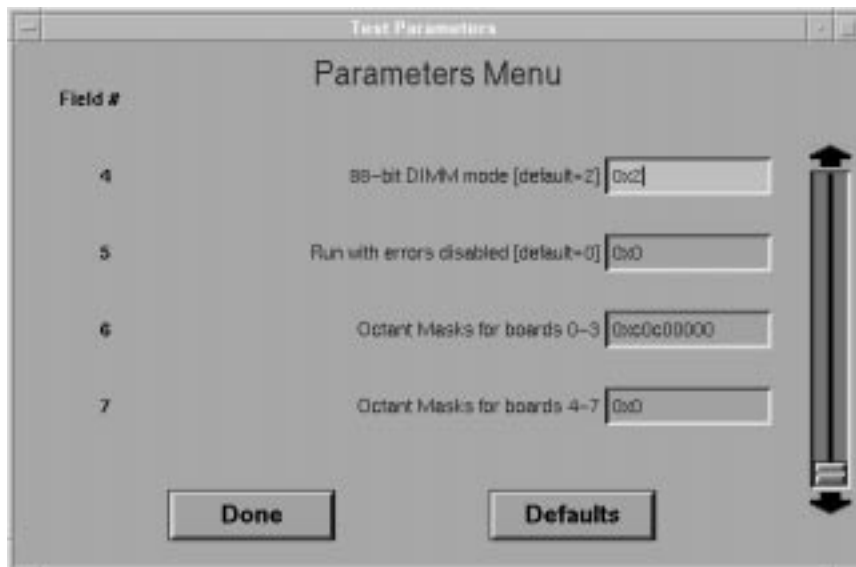 Test Parameters
Parameters Menu
Field #
4 88-bit DIMM mode [default=2] 0x2
5 Run with errors disabled [default=0] 0x0
6 Octant Masks for boards 0-3 0xc0c00000
7 Octant Masks for boards 4-7 0x0
Done Defaults